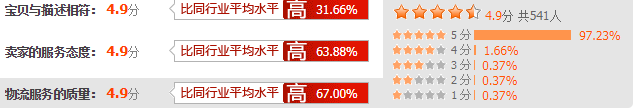 宝贝与描述相符：4.9分 比同行业平均水平 高 31.66%
卖家的服务态度：4.9分 比同行业平均水平 高 63.88%
物流服务的质量：4.9分 比同行业平均水平 高 67.00%
4.9分 共541人
5 分 97.23%
4 分 1.66%
3 分 0.37%
2 分 0.37%
1 分 0.37%